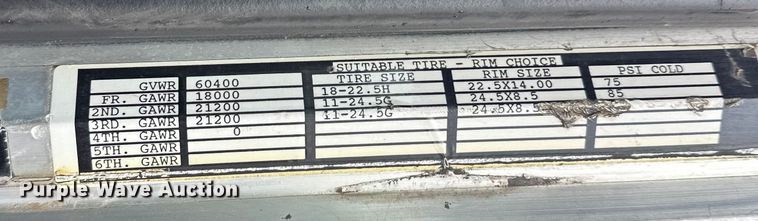 SUITABLE TIRE - RIM CHOICE
TIRE SIZE RIM SIZE PSI COLD
GVWR 60400
FR. GAWR 18000 18-22.5H 22.5X14.00 75
2ND. GAWR 21200 11-24.5G 24.5X8.5 85
3RD. GAWR 21200 11-24.5G 24.5X8.5
4TH. GAWR 0
5TH. GAWR
6TH. GAWR
Purple Wave Auction